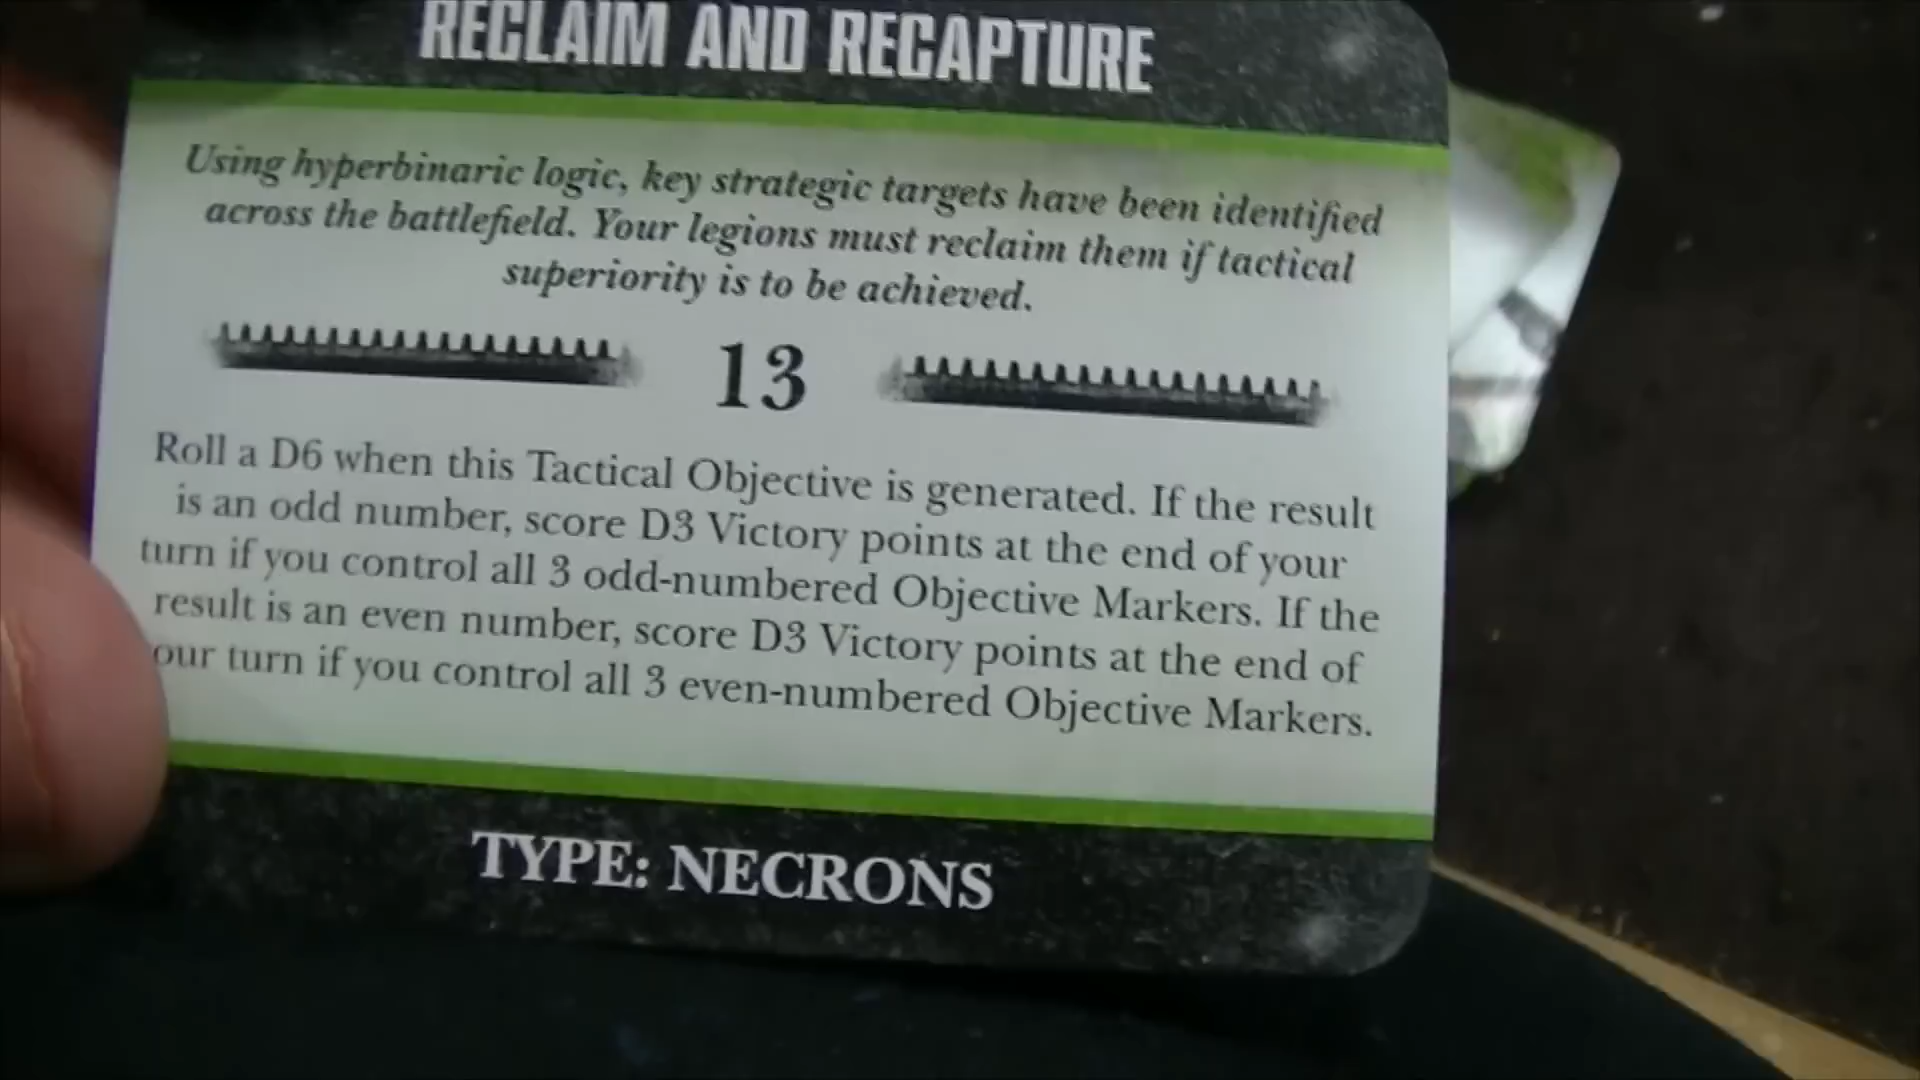 RECLAIM AND RECAPTURE
Using hyperbinaric logic, key strategic targets have been identified
across the battlefield. Your legions must reclaim them if tactical
superiority is to be achieved.
13
Roll a D6 when this Tactical Objective is generated. If the result
is an odd number, score D3 Victory points at the end of your
turn if you control all 3 odd-numbered Objective Markers. If the
result is an even number, score D3 Victory points at the end of
our turn if you control all 3 even-numbered Objective Markers.
TYPE: NECRONS